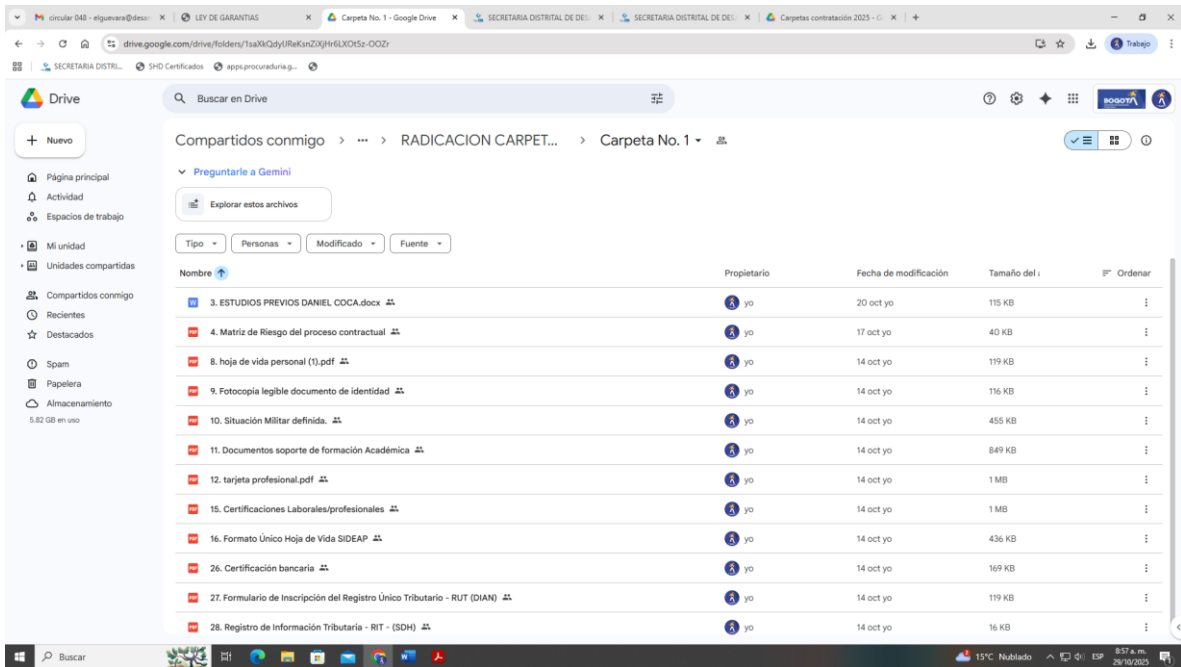 circular 048 - elguevara@desar
LEY DE GARANTIAS
Carpeta No. 1 - Google Drive
SECRETARIA DISTRITAL DE DES
SECRETARIA DISTRITAL DE DES
Carpetas contratación 2025 - G
drive.google.com/drive/folders/1saXkQdyUReKsnZiXjHr6LXOt5z-OOZr
Trabajo
SECRETARIA DISTRI...
SHD Certificados
apps.procuraduria.g...
Drive
Buscar en Drive
BOGOTÁ
Nuevo
Compartidos conmigo > ... > RADICACION CARPET... > Carpeta No. 1
Preguntarle a Gemini
Explorar estos archivos
Página principal
Actividad
Espacios de trabajo
Mi unidad
Unidades compartidas
Compartidos conmigo
Recientes
Destacados
Spam
Papelera
Almacenamiento
5.82 GB en uso
Tipo Personas Modificado Fuente
Nombre Propietario Fecha de modificación Tamaño del Ordenar
3. ESTUDIOS PREVIOS DANIEL COCA.docx yo 20 oct yo 115 KB
4. Matriz de Riesgo del proceso contractual yo 17 oct yo 40 KB
8. hoja de vida personal (1).pdf yo 14 oct yo 119 KB
9. Fotocopia legible documento de identidad yo 14 oct yo 116 KB
10. Situación Militar definida. yo 14 oct yo 455 KB
11. Documentos soporte de formación Académica yo 14 oct yo 849 KB
12. tarjeta profesional.pdf yo 14 oct yo 1 MB
15. Certificaciones Laborales/profesionales yo 14 oct yo 1 MB
16. Formato Único Hoja de Vida SIDEAP yo 14 oct yo 436 KB
26. Certificación bancaria yo 14 oct yo 169 KB
27. Formulario de Inscripción del Registro Único Tributario - RUT (DIAN) yo 14 oct yo 119 KB
28. Registro de Información Tributaria - RIT - (SDH) yo 14 oct yo 16 KB
Buscar
15°C Nublado
ESP
8:57 a. m.
29/10/2025